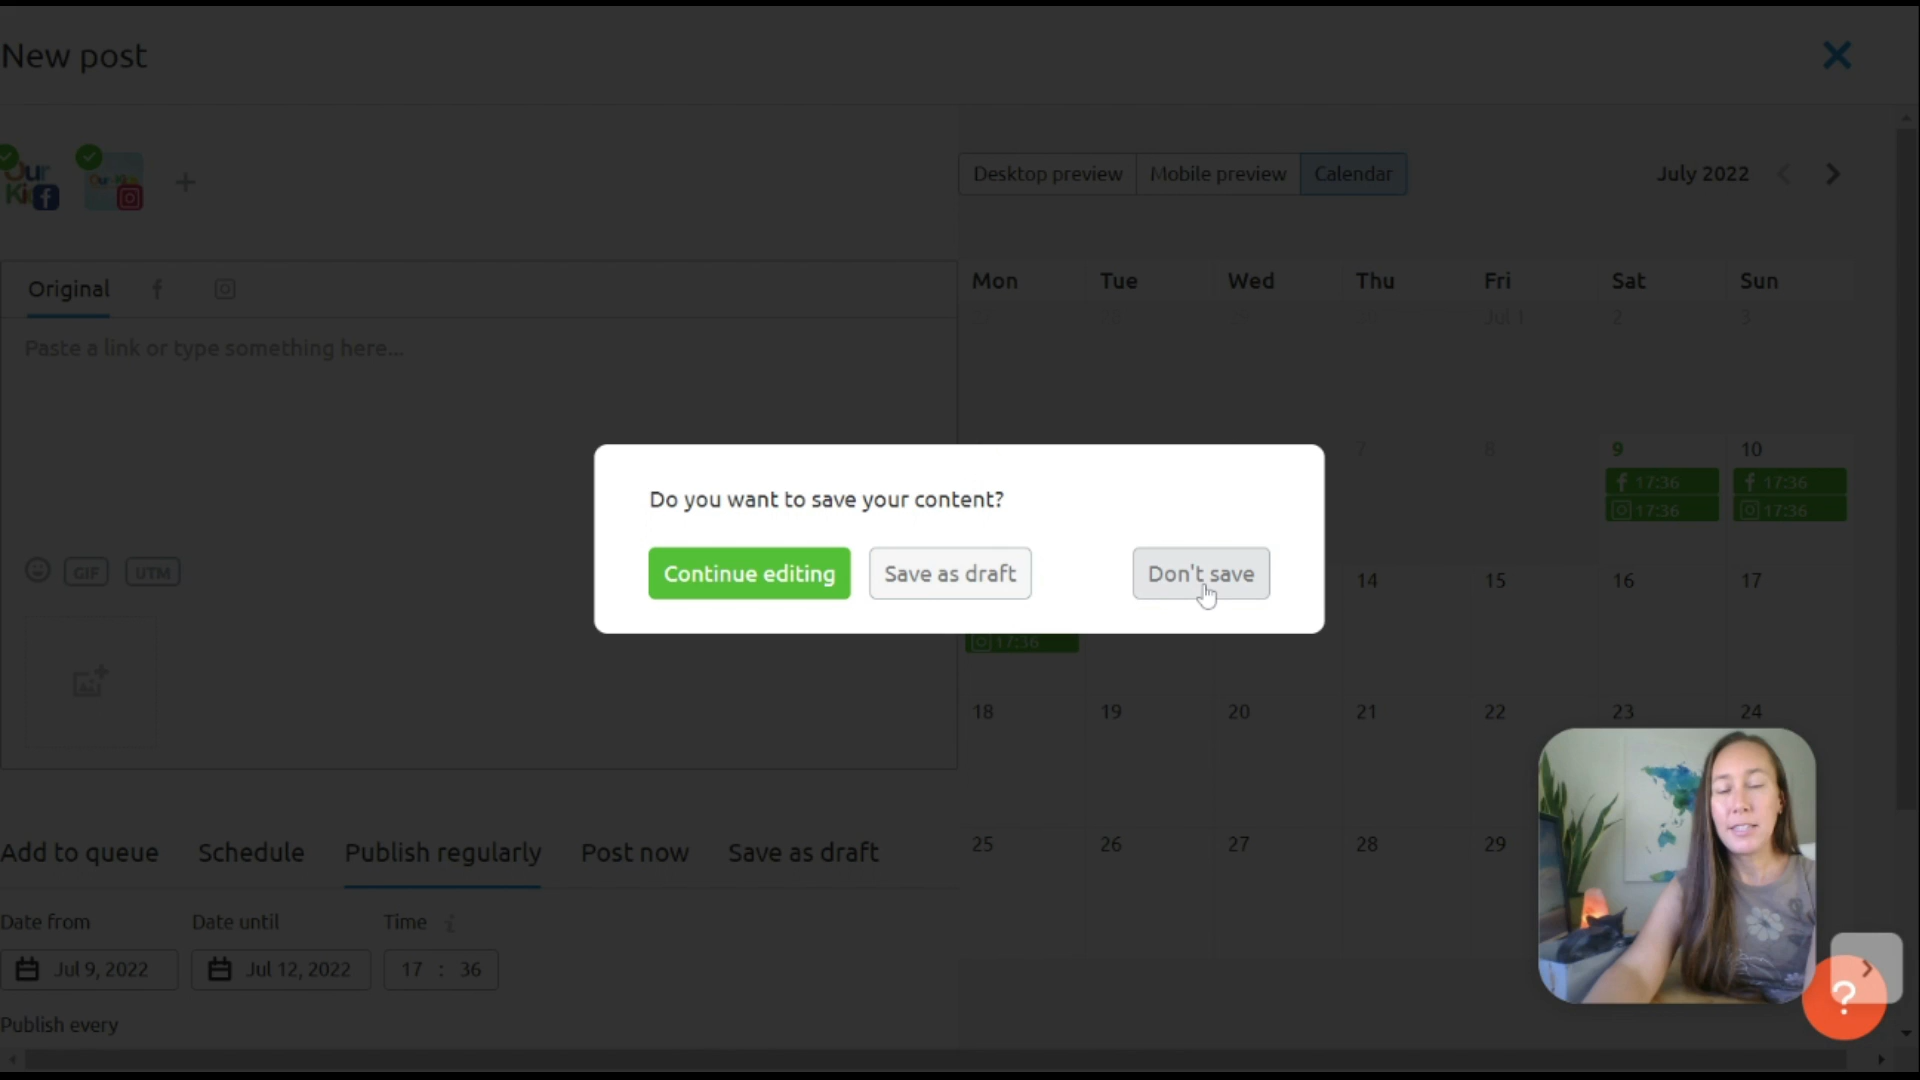 New post
Our
Ki
Desktop preview
Mobile preview
Calendar
July 2022
Original
Paste a link or type something here...
Mon
Tue
Wed
Thu
Fri
Sat
Sun
Jul 1
2
3
7
8
9
10
17:36
17:36
17:36
17:36
Do you want to save your content?
Continue editing
Save as draft
Don't save
GIF
UTM
14
15
16
17
17:36
18
19
20
21
22
23
24
25
26
27
28
29
Add to queue
Schedule
Publish regularly
Post now
Save as draft
Date from
Date until
Time
i
Jul 9, 2022
Jul 12, 2022
17 : 36
Publish every
?